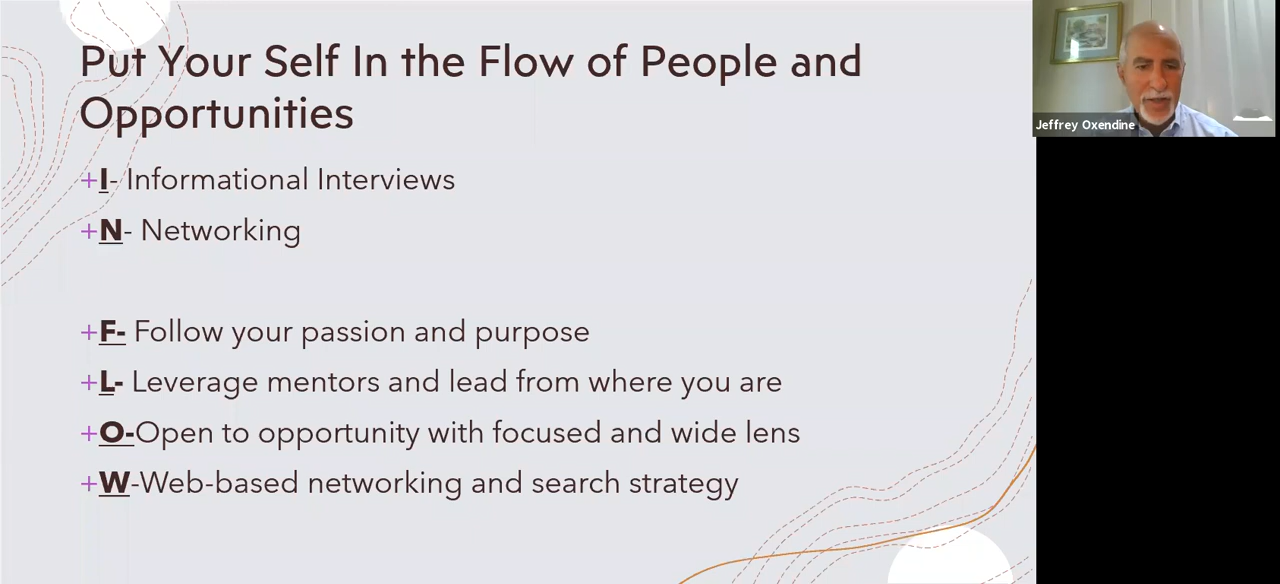 Put Your Self In the Flow of People and
Opportunities
+I- Informational Interviews
+N- Networking
+F- Follow your passion and purpose
+L- Leverage mentors and lead from where you are
+O-Open to opportunity with focused and wide lens
+W-Web-based networking and search strategy
Jeffrey Oxendine